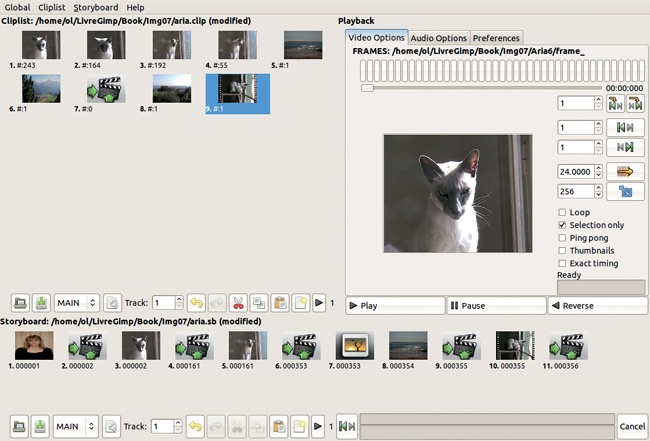 Global Cliplist Storyboard Help
Cliplist: /home/ol/LivreGimp/Book/Img07/aria.clip (modified)
1. #:243 2. #:164 3. #:192 4. #:55 5. #:1
6. #:1 7. #:0 8. #:1 9. #:1
MAIN Track: 1 1
Playback
Video Options Audio Options Preferences
FRAMES: /home/ol/LivreGimp/Book/Img07/Aria6/frame_
00:00:000
1
1
1
24.0000
256
Loop
Selection only
Ping pong
Thumbnails
Exact timing
Ready
Play Pause Reverse
Storyboard: /home/ol/LivreGimp/Book/Img07/aria.sb (modified)
1. 000001 2. 000002 3. 000002 4. 000161 5. 000161 6. 000353 7. 000353 8. 000354 9. 000355 10. 000355 11. 000356
MAIN Track: 1 1 Cancel